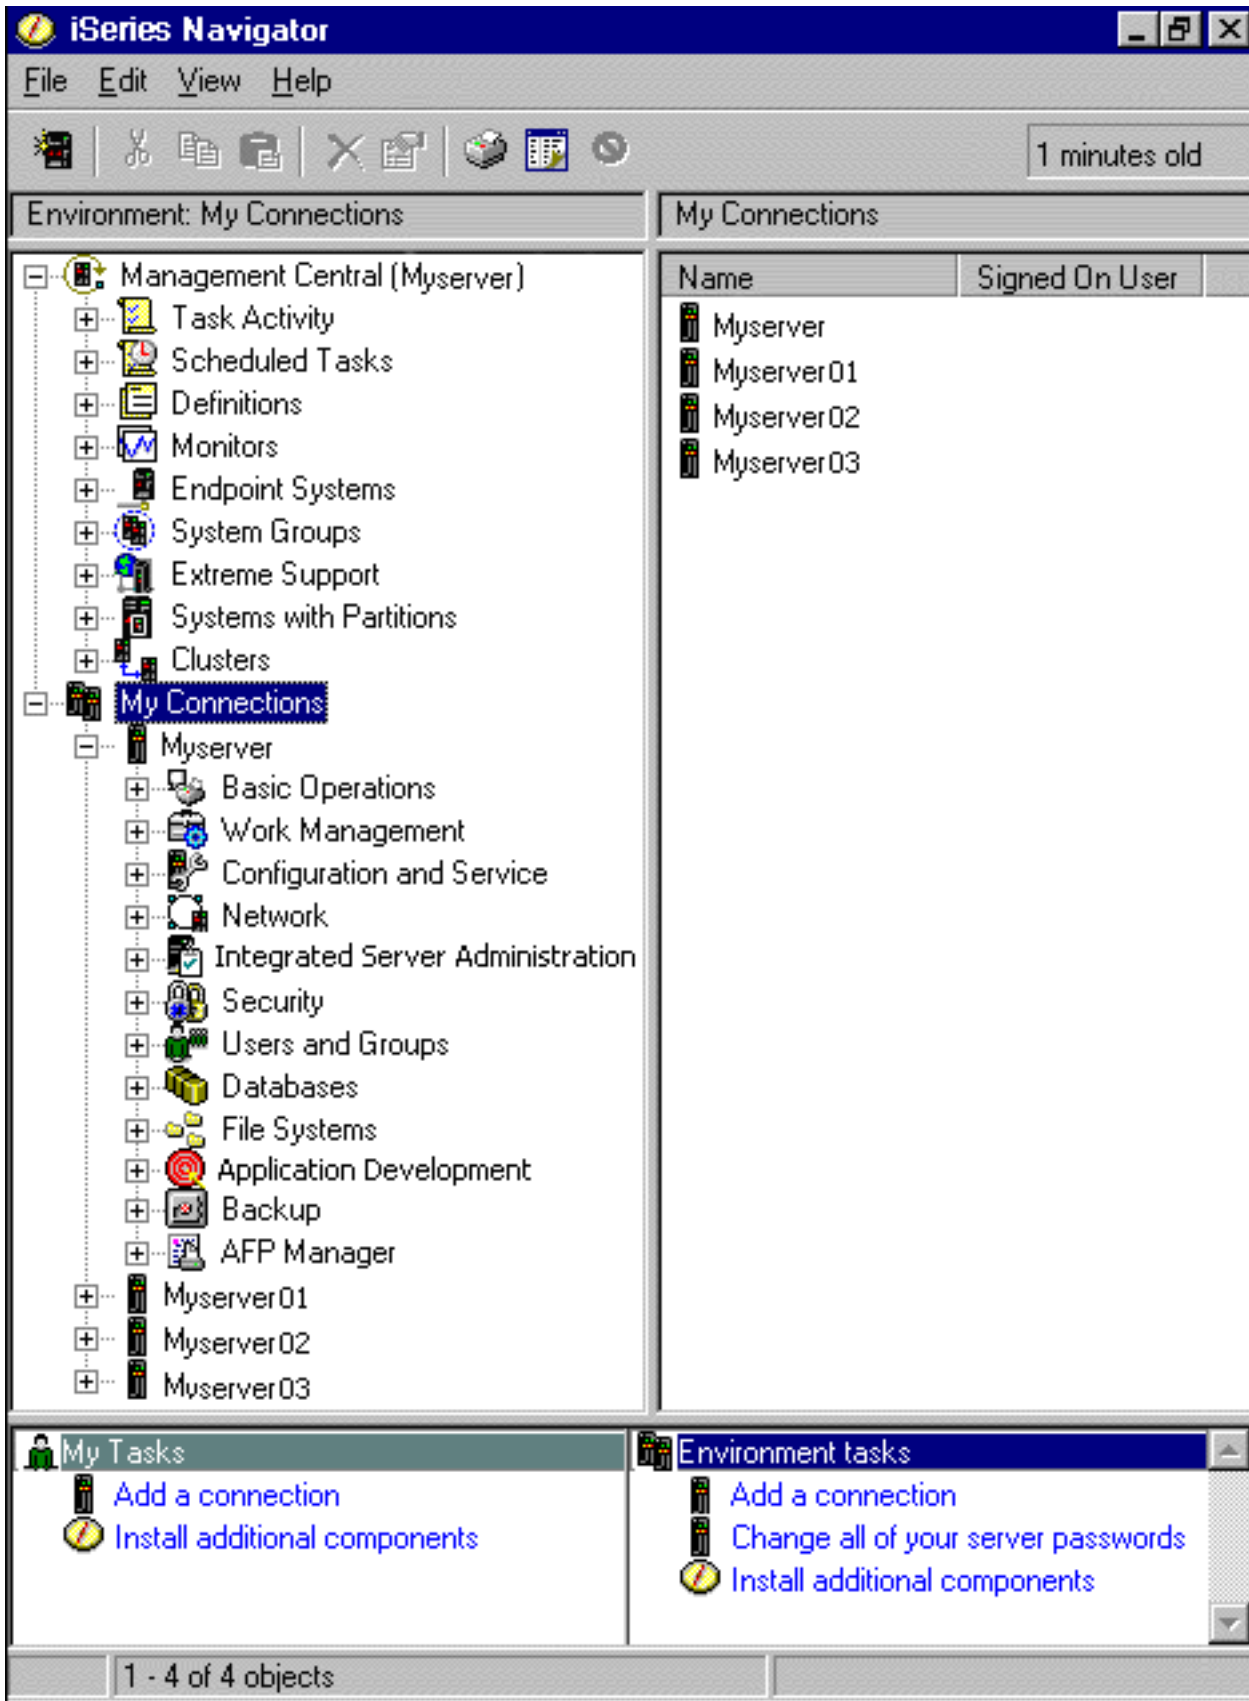 iSeries Navigator
File Edit View Help
1 minutes old
Environment: My Connections
My Connections
Management Central (Myserver)
Task Activity
Scheduled Tasks
Definitions
Monitors
Endpoint Systems
System Groups
Extreme Support
Systems with Partitions
Clusters
My Connections
Myserver
Basic Operations
Work Management
Configuration and Service
Network
Integrated Server Administration
Security
Users and Groups
Databases
File Systems
Application Development
Backup
AFP Manager
Myserver01
Myserver02
Myserver03
Name Signed On User
Myserver
Myserver01
Myserver02
Myserver03
My Tasks
Add a connection
Install additional components
Environment tasks
Add a connection
Change all of your server passwords
Install additional components
1 - 4 of 4 objects